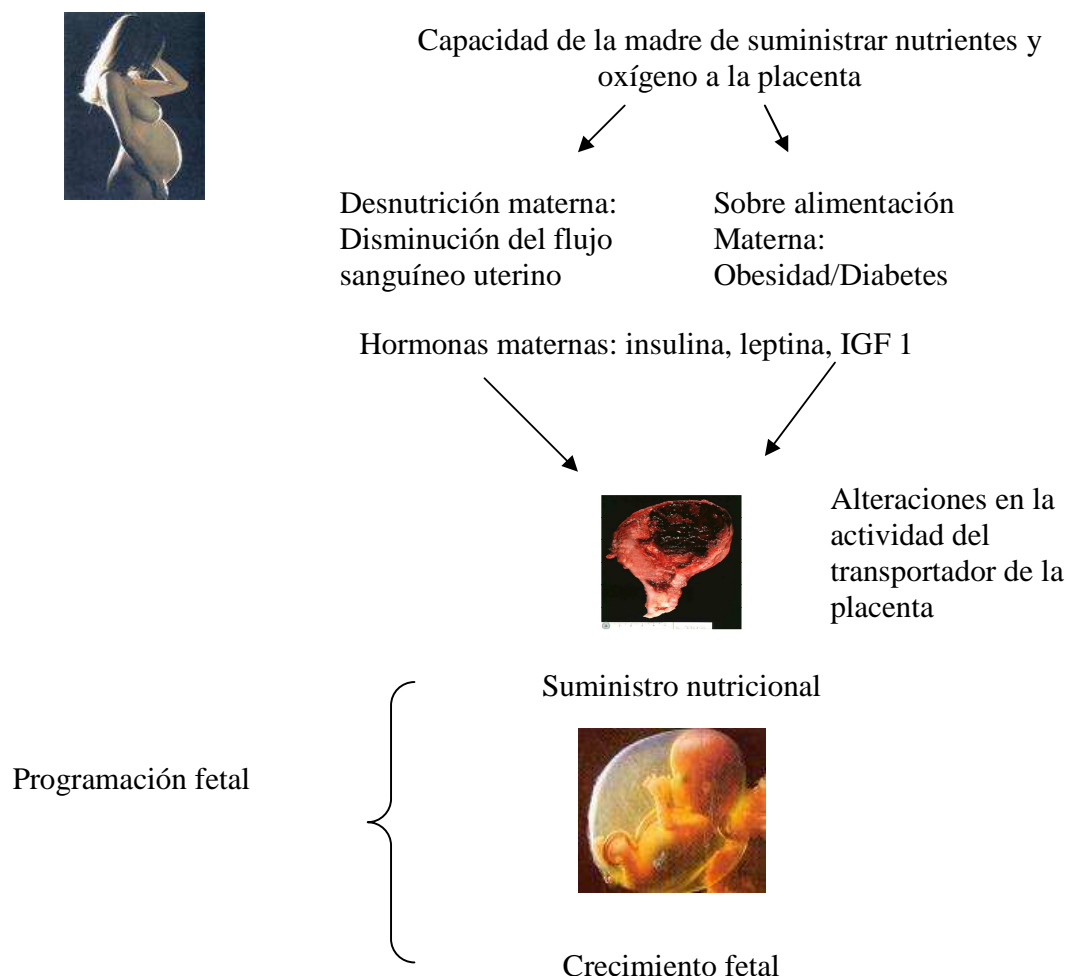 Capacidad de la madre de suministrar nutrientes y
oxígeno a la placenta
Desnutrición materna:
Disminución del flujo
sanguíneo uterino
Sobre alimentación
Materna:
Obesidad/Diabetes
Hormonas maternas: insulina, leptina, IGF 1
Alteraciones en la
actividad del
transportador de la
placenta
Suministro nutricional
Programación fetal
Crecimiento fetal